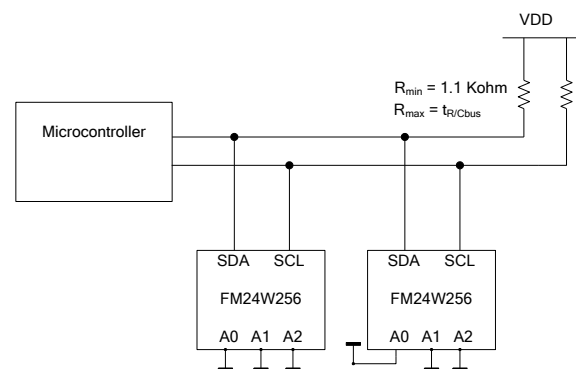 VDD
Rmin = 1.1 Kohm
Rmax = tR/Cbus
Microcontroller
SDA SCL
SDA SCL
FM24W256
FM24W256
A0 A1 A2
A0 A1 A2